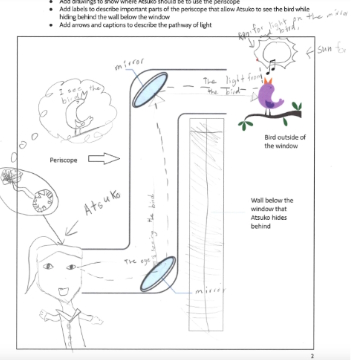 • Add drawings to show where Atsuko should be to use the periscope
• Add labels to describe important parts of the periscope that allow Atsuko to see the bird while
hiding behind the wall below the window
• Add arrows and captions to describe the pathway of light
for light on the
bird.
sun
mirror
The light from
the bird
I see the
bird
Bird outside of
the window
Periscope
Atsuko
Wall below the
window that
Atsuko hides
behind
seeing the bird
The eye
mirror
3